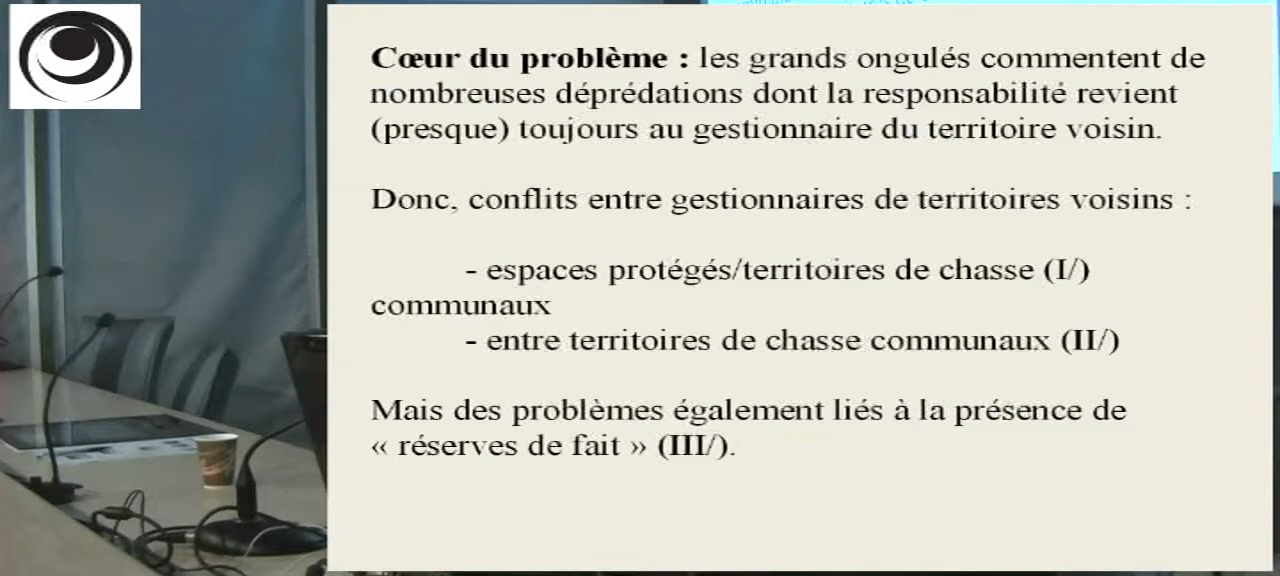 Cœur du problème : les grands ongulés commentent de
nombreuses déprédations dont la responsabilité revient
(presque) toujours au gestionnaire du territoire voisin.
Donc, conflits entre gestionnaires de territoires voisins :
- espaces protégés/territoires de chasse (I/)
communaux
- entre territoires de chasse communaux (II/)
Mais des problèmes également liés à la présence de
« réserves de fait » (III/).